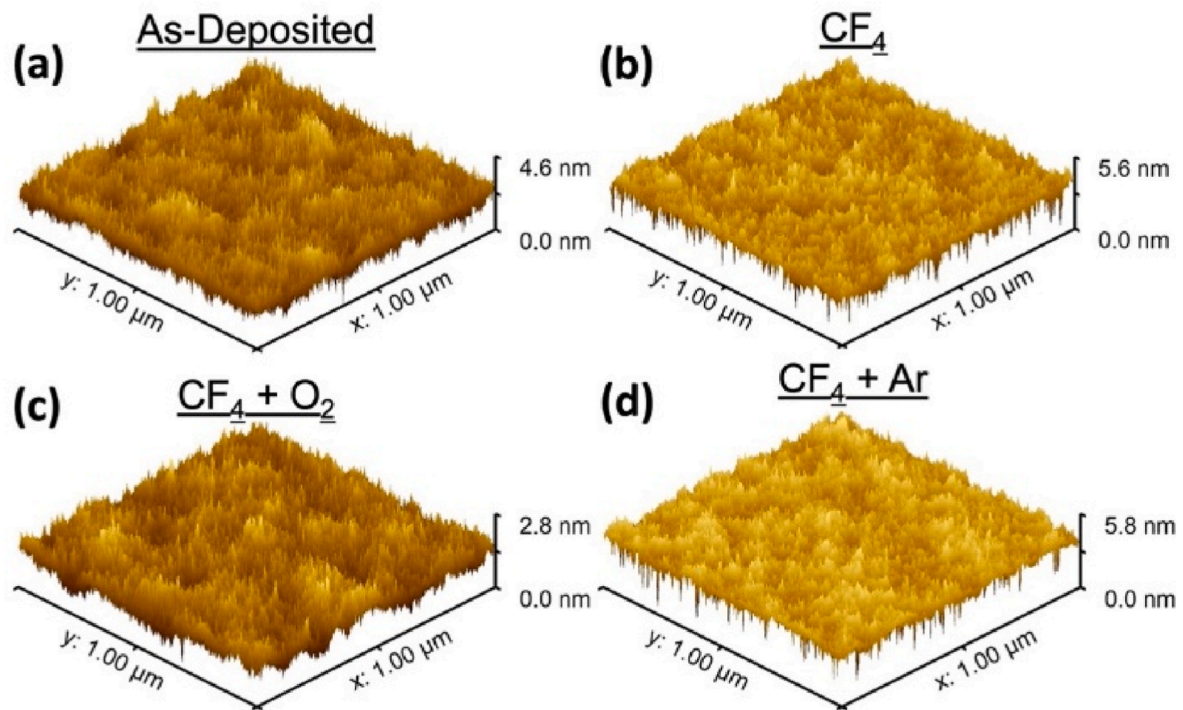 As-Deposited
(a)
4.6 nm
0.0 nm
y: 1.00 µm
x: 1.00 µm
CF₄
(b)
5.6 nm
0.0 nm
y: 1.00 µm
x: 1.00 µm
CF₄ + O₂
(c)
2.8 nm
0.0 nm
y: 1.00 µm
x: 1.00 µm
CF₄ + Ar
(d)
5.8 nm
0.0 nm
y: 1.00 µm
x: 1.00 µm